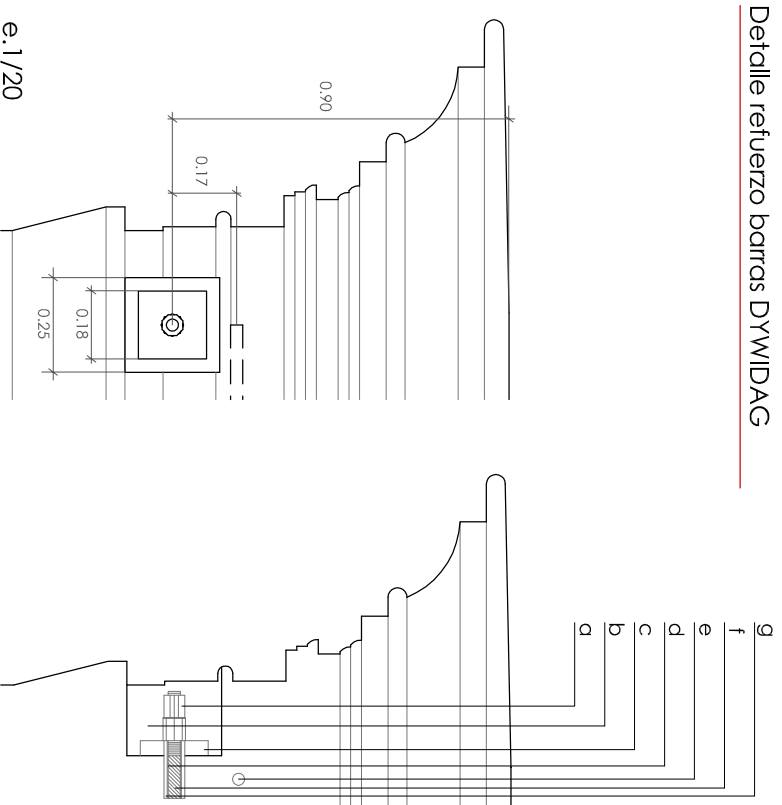 Detalle refuerzo barras DYWIDAG
e.1/20
0.90
0.17
0.18
0.25
g
f
e
d
c
b
a